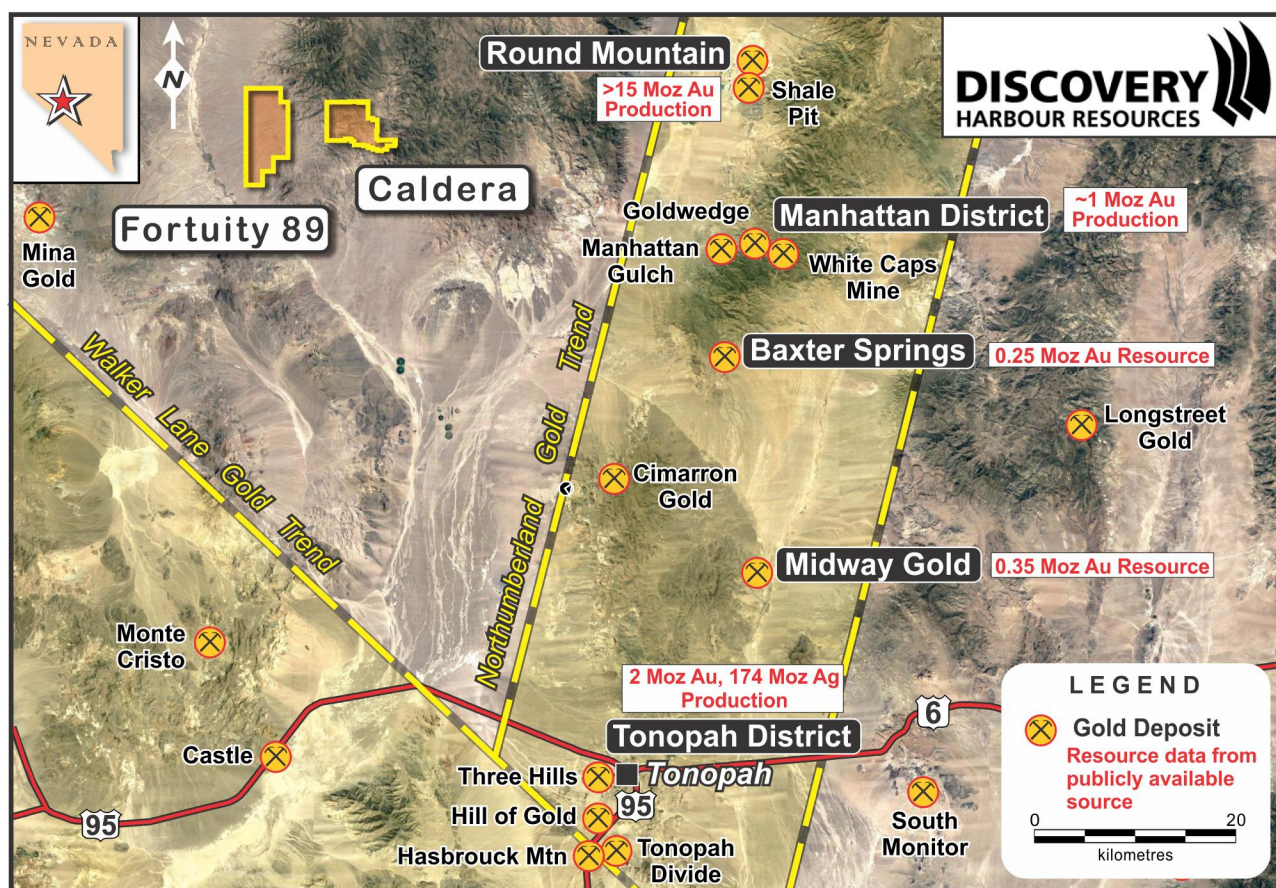 NEVADA
N
Round Mountain
>15 Moz Au
Production
Shale
Pit
DISCOVERY
HARBOUR RESOURCES
Caldera
Fortuity 89
Mina
Gold
Goldwedge
Manhattan District
~1 Moz Au
Production
Manhattan
Gulch
White Caps
Mine
Baxter Springs
0.25 Moz Au Resource
Walker Lane Gold Trend
Northumberland Gold Trend
Longstreet
Gold
Cimarron
Gold
Midway Gold
0.35 Moz Au Resource
Monte
Cristo
2 Moz Au, 174 Moz Ag
Production
Tonopah District
6
Castle
Three Hills
Tonopah
95
Hill of Gold
95
Hasbrouck Mtn
Tonopah
Divide
South
Monitor
LEGEND
Gold Deposit
Resource data from
publicly available
source
0 20
kilometres